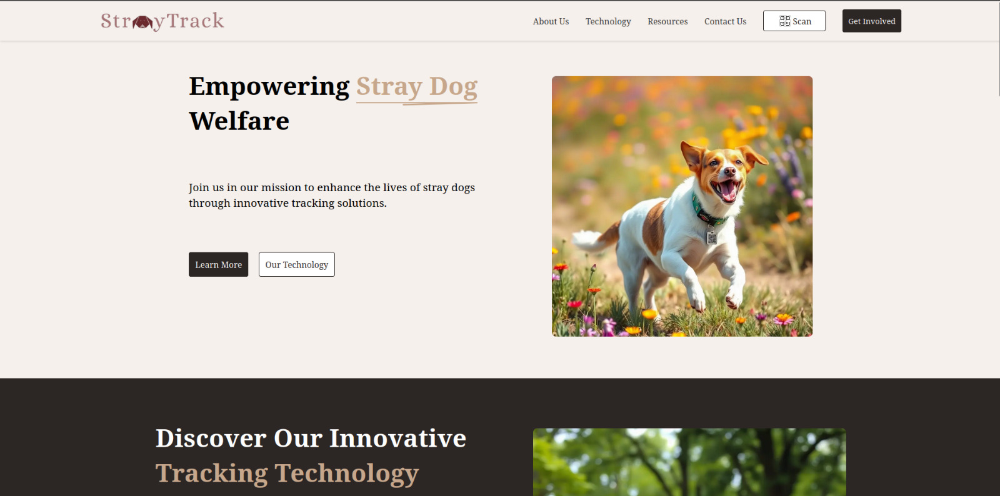 StrayTrack
About Us Technology Resources Contact Us Scan Get Involved
Empowering Stray Dog
Welfare
Join us in our mission to enhance the lives of stray dogs
through innovative tracking solutions.
Learn More Our Technology
Discover Our Innovative
Tracking Technology